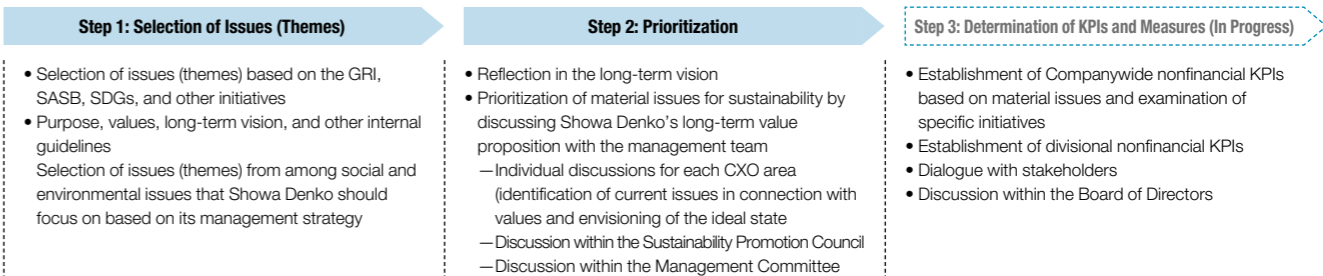 Step 1: Selection of Issues (Themes)
• Selection of issues (themes) based on the GRI,
SASB, SDGs, and other initiatives
• Purpose, values, long-term vision, and other internal
guidelines
Selection of issues (themes) from among social and
environmental issues that Showa Denko should
focus on based on its management strategy
Step 2: Prioritization
• Reflection in the long-term vision
• Prioritization of material issues for sustainability by
discussing Showa Denko's long-term value
proposition with the management team
—Individual discussions for each CXO area
(identification of current issues in connection with
values and envisioning of the ideal state
—Discussion within the Sustainability Promotion Council
—Discussion within the Management Committee
Step 3: Determination of KPIs and Measures (In Progress)
• Establishment of Companywide nonfinancial KPIs
based on material issues and examination of
specific initiatives
• Establishment of divisional nonfinancial KPIs
• Dialogue with stakeholders
• Discussion within the Board of Directors